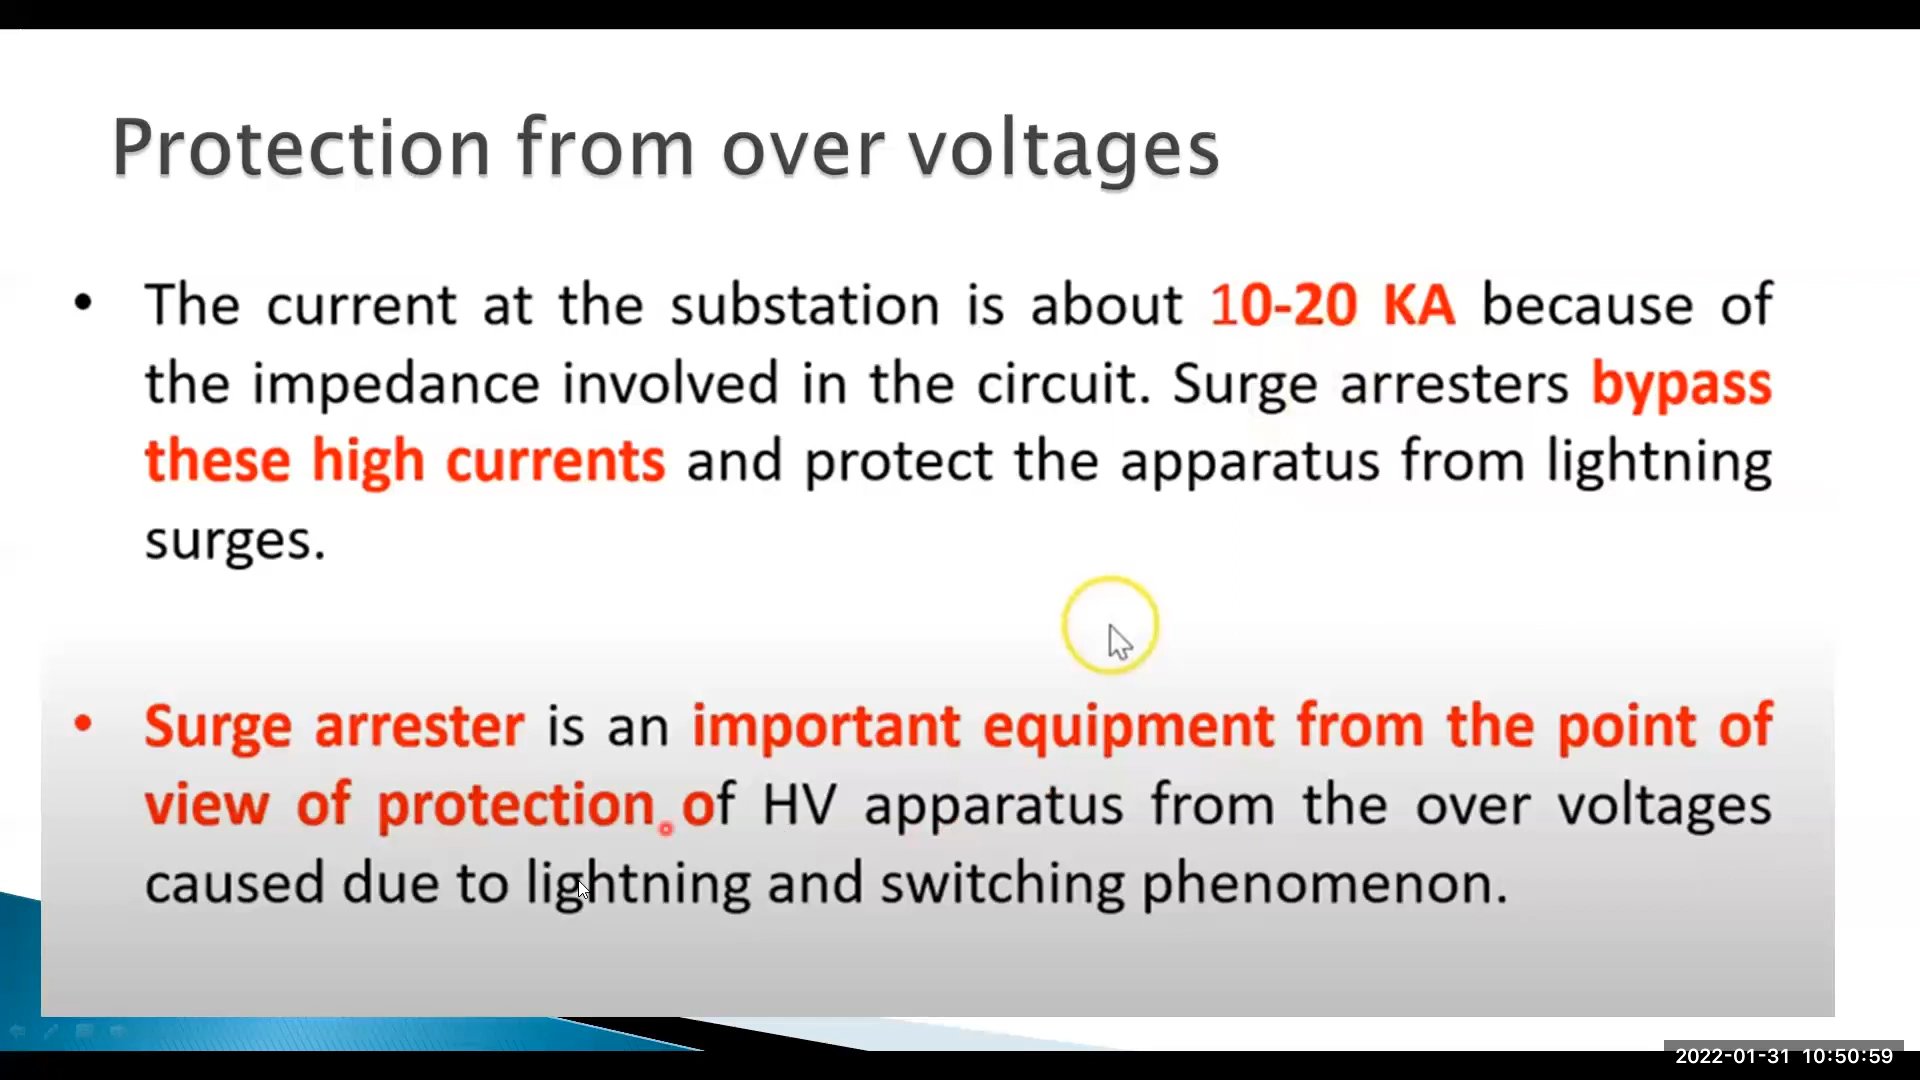 Protection from over voltages
• The current at the substation is about 10-20 KA because of
the impedance involved in the circuit. Surge arresters bypass
these high currents and protect the apparatus from lightning
surges.
• Surge arrester is an important equipment from the point of
view of protection of HV apparatus from the over voltages
caused due to lightning and switching phenomenon.
2022-01-31 10:50:59